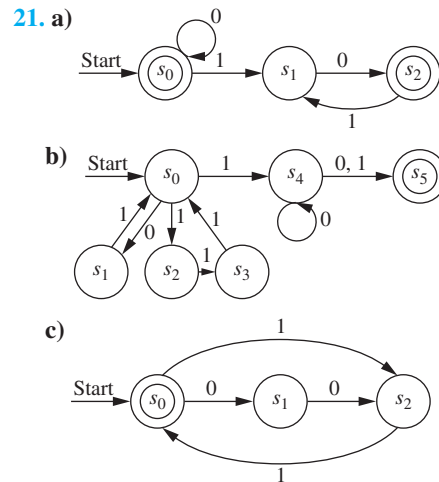 21. a)
0
Start s₀ 1 s₁ 0 s₂
1
b)
Start s₀ 1 s₄ 0, 1 s₅
1 0 1 1 0
s₁ s₂ 1 s₃
c)
1
Start s₀ 0 s₁ 0 s₂
1